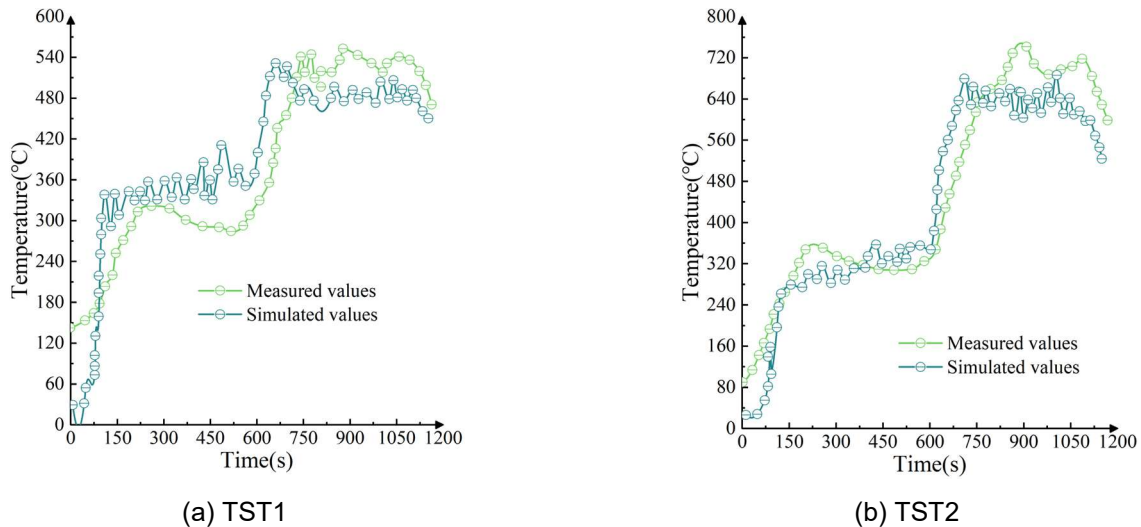 600
540
480
420
360
300
240
180
120
60
0
Temperature(℃)
0 150 300 450 600 750 900 1050 1200
Time(s)
Measured values
Simulated values
(a) TST1
800
720
640
560
480
400
320
240
160
80
0
Temperature(℃)
0 150 300 450 600 750 900 1050 1200
Time(s)
Measured values
Simulated values
(b) TST2